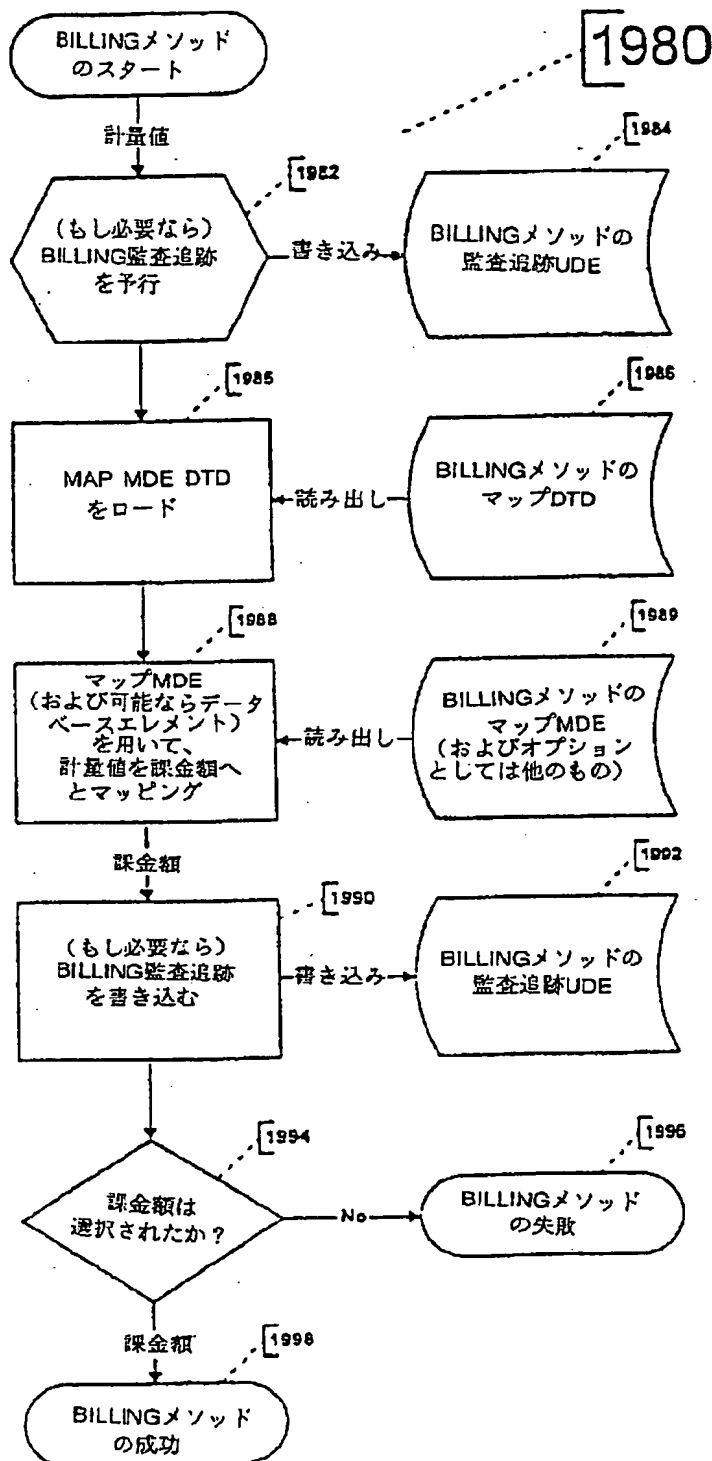 BILLINGメソッド
のスタート
1980
計量値
1982
1984
(もし必要なら)
BILLING監査追跡
を予行
書き込み
BILLINGメソッドの
監査追跡UDE
1985
1986
MAP MDE DTD
をロード
読み出し
BILLINGメソッドの
マップDTD
1988
1989
マップMDE
(および可能ならデータ
ベースエレメント)
を用いて、
計量値を課金額へ
とマッピング
読み出し
BILLINGメソッドの
マップMDE
(およびオプション
としては他のもの)
課金額
1990
1992
(もし必要なら)
BILLING監査追跡
を書き込む
書き込み
BILLINGメソッドの
監査追跡UDE
1994
1996
課金額は
選択されたか?
No
BILLINGメソッド
の失敗
課金額
1998
BILLINGメソッド
の成功